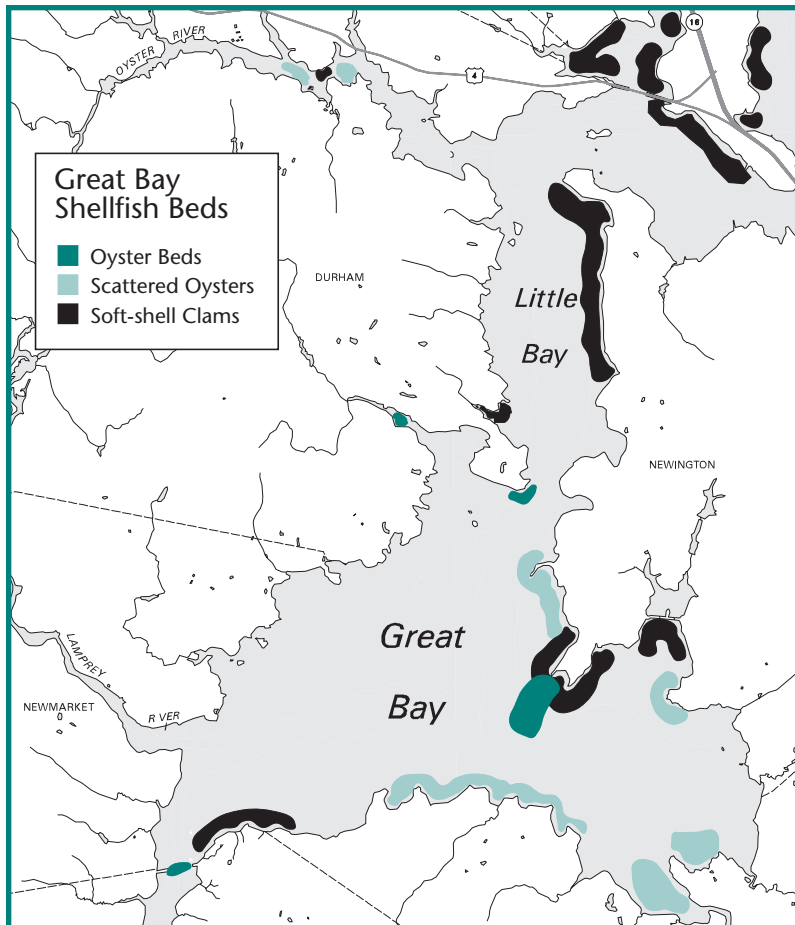 OYSTER RIVER
4
16
Great Bay
Shellfish Beds
Oyster Beds
Scattered Oysters
Soft-shell Clams
DURHAM
Little
Bay
NEWINGTON
Great
Bay
LAMPREY
R VER
NEWMARKET